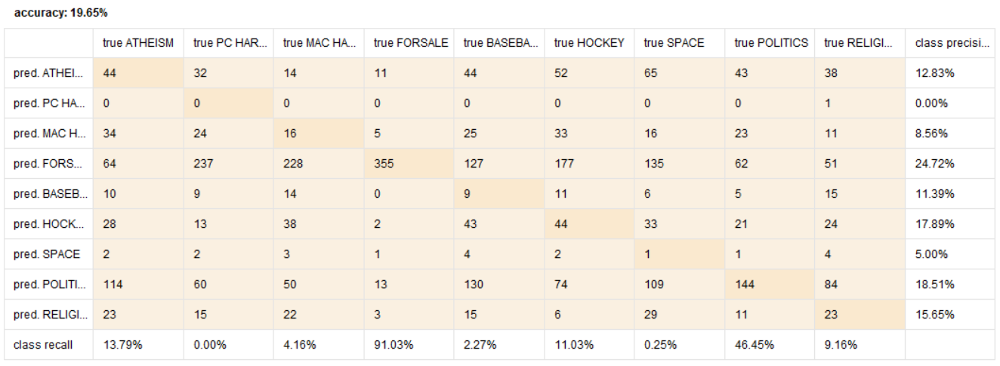 accuracy: 19.65%
true ATHEISM true PC HAR... true MAC HA... true FORSALE true BASEBA... true HOCKEY true SPACE true POLITICS true RELIGI... class precisi...
pred. ATHEI... 44 32 14 11 44 52 65 43 38 12.83%
pred. PC HA... 0 0 0 0 0 0 0 0 1 0.00%
pred. MAC H... 34 24 16 5 25 33 16 23 11 8.56%
pred. FORS... 64 237 228 355 127 177 135 62 51 24.72%
pred. BASEB... 10 9 14 0 9 11 6 5 15 11.39%
pred. HOCK... 28 13 38 2 43 44 33 21 24 17.89%
pred. SPACE 2 2 3 1 4 2 1 1 4 5.00%
pred. POLITI... 114 60 50 13 130 74 109 144 84 18.51%
pred. RELIGI... 23 15 22 3 15 6 29 11 23 15.65%
class recall 13.79% 0.00% 4.16% 91.03% 2.27% 11.03% 0.25% 46.45% 9.16%